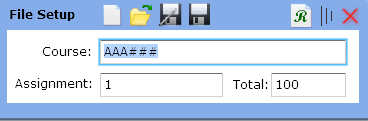 File Setup R
Course: AAA###
Assignment: 1 Total: 100